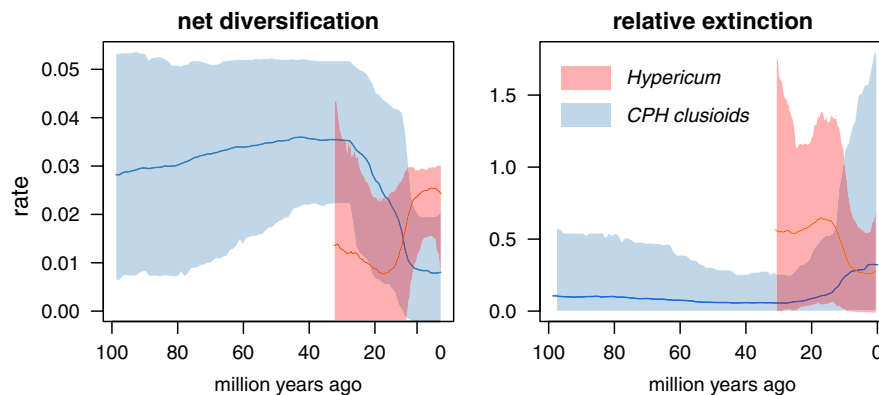 net diversification
relative extinction
rate
0.05
0.04
0.03
0.02
0.01
0.00
100 80 60 40 20 0
million years ago
1.5
1.0
0.5
0.0
Hypericum
CPH clusioids
100 80 60 40 20 0
million years ago